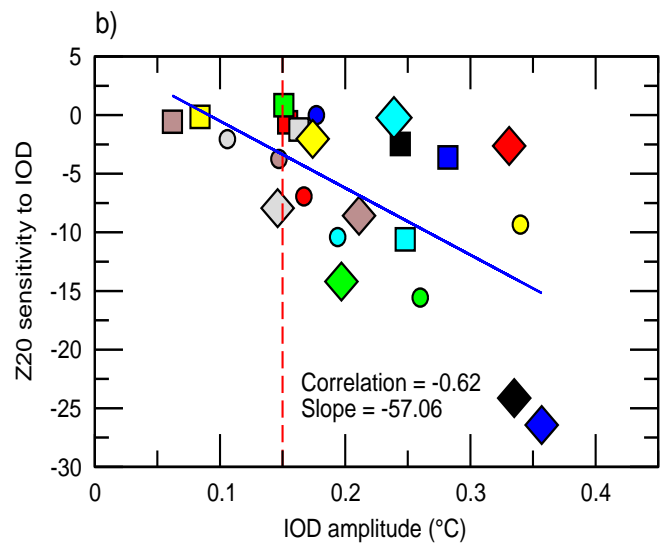 b)
5
0
-5
-10
-15
-20
-25
-30
Z20 sensitivity to IOD
Correlation = -0.62
Slope = -57.06
0 0.1 0.2 0.3 0.4
IOD amplitude (°C)